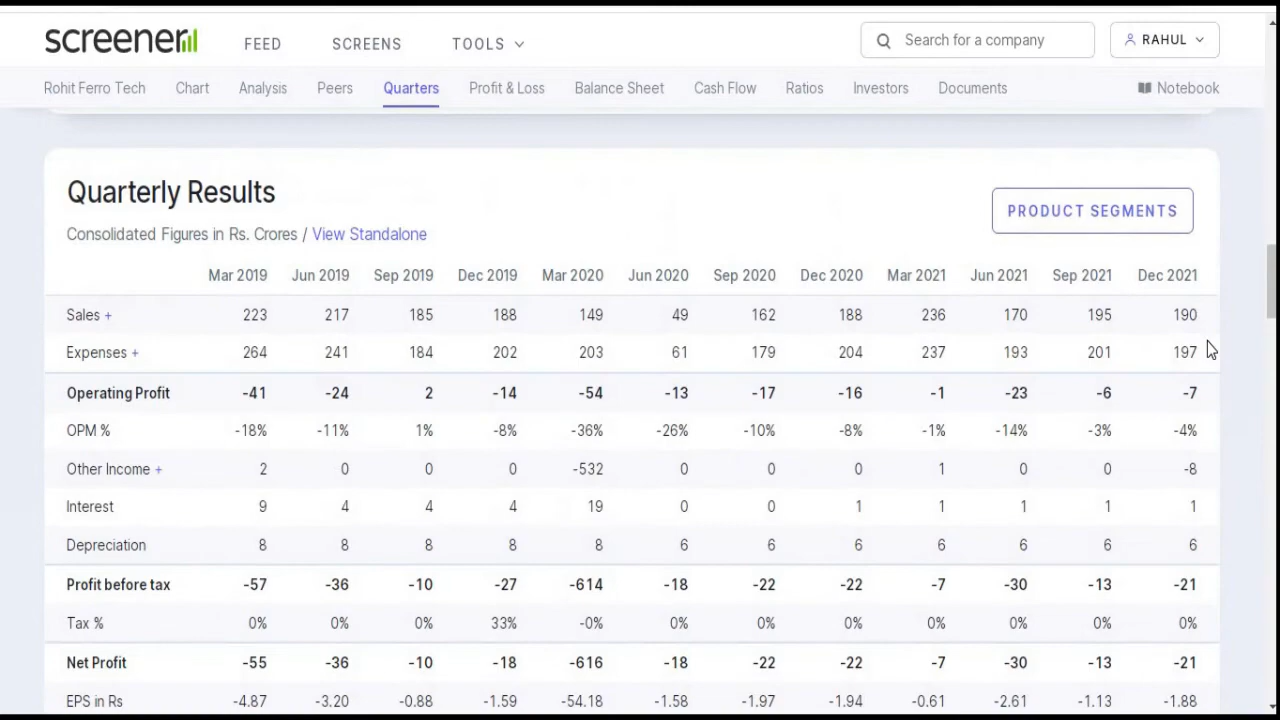 screener FEED SCREENS TOOLS Search for a company RAHUL
Rohit Ferro Tech Chart Analysis Peers Quarters Profit & Loss Balance Sheet Cash Flow Ratios Investors Documents Notebook
Quarterly Results
PRODUCT SEGMENTS
Consolidated Figures in Rs. Crores / View Standalone
Mar 2019 Jun 2019 Sep 2019 Dec 2019 Mar 2020 Jun 2020 Sep 2020 Dec 2020 Mar 2021 Jun 2021 Sep 2021 Dec 2021
Sales + 223 217 185 188 149 49 162 188 236 170 195 190
Expenses + 264 241 184 202 203 61 179 204 237 193 201 197
Operating Profit -41 -24 2 -14 -54 -13 -17 -16 -1 -23 -6 -7
OPM % -18% -11% 1% -8% -36% -26% -10% -8% -1% -14% -3% -4%
Other Income + 2 0 0 0 -532 0 0 0 1 0 0 -8
Interest 9 4 4 4 19 0 0 1 1 1 1 1
Depreciation 8 8 8 8 8 6 6 6 6 6 6 6
Profit before tax -57 -36 -10 -27 -614 -18 -22 -22 -7 -30 -13 -21
Tax % 0% 0% 0% 33% -0% 0% 0% 0% 0% 0% 0% 0%
Net Profit -55 -36 -10 -18 -616 -18 -22 -22 -7 -30 -13 -21
EPS in Rs -4.87 -3.20 -0.88 -1.59 -54.18 -1.58 -1.97 -1.94 -0.61 -2.61 -1.13 -1.88